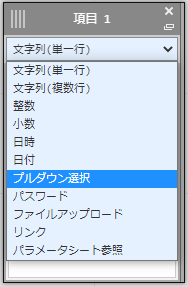 項目 1
文字列(単一行)
文字列(単一行)
文字列(複数行)
整数
小数
日時
日付
プルダウン選択
パスワード
ファイルアップロード
リンク
パラメータシート参照